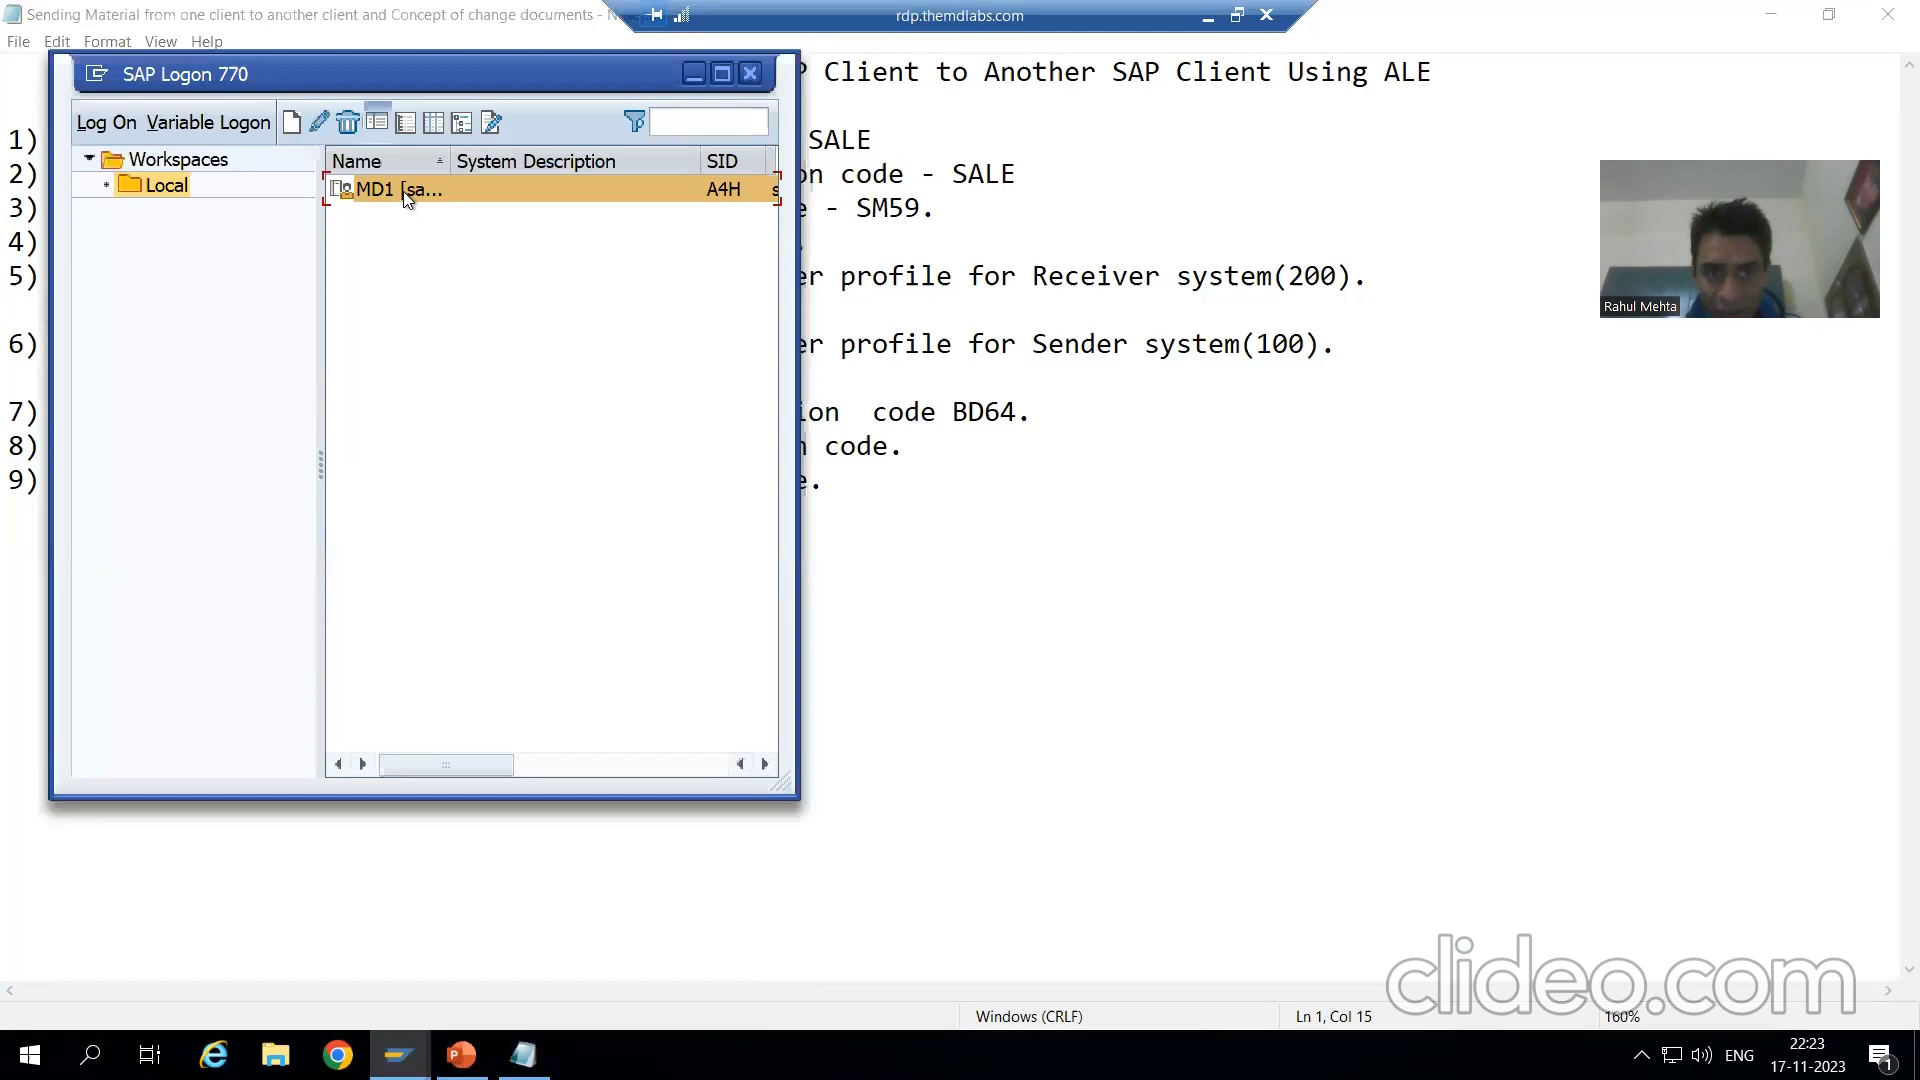 Sending Material from one client to another client and Concept of change documents - N
rdp.themdlabs.com
File Edit Format View Help
SAP Logon 770
Client to Another SAP Client Using ALE
Log On Variable Logon
1) SALE
Workspaces
Name System Description SID
2) on code - SALE
Local
MD1 [sa... A4H s
3) e - SM59.
4)
5) er profile for Receiver system(200).
Rahul Mehta
6) er profile for Sender system(100).
7) ion code BD64.
8) n code.
9) e.
clideo.com
Windows (CRLF) Ln 1, Col 15 160%
ENG
22:23
17-11-2023
1